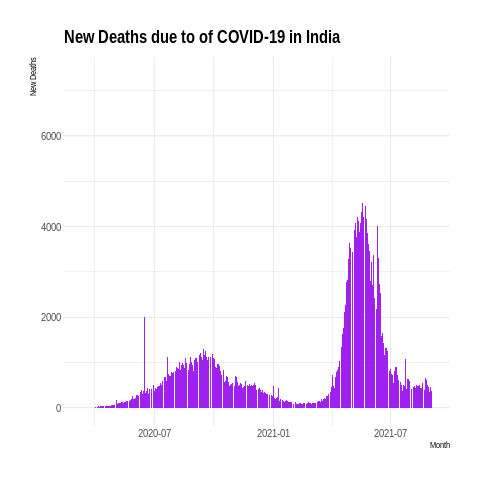 New Deaths due to of COVID-19 in India
New Deaths
6000
4000
2000
0
2020-07
2021-01
2021-07
Month